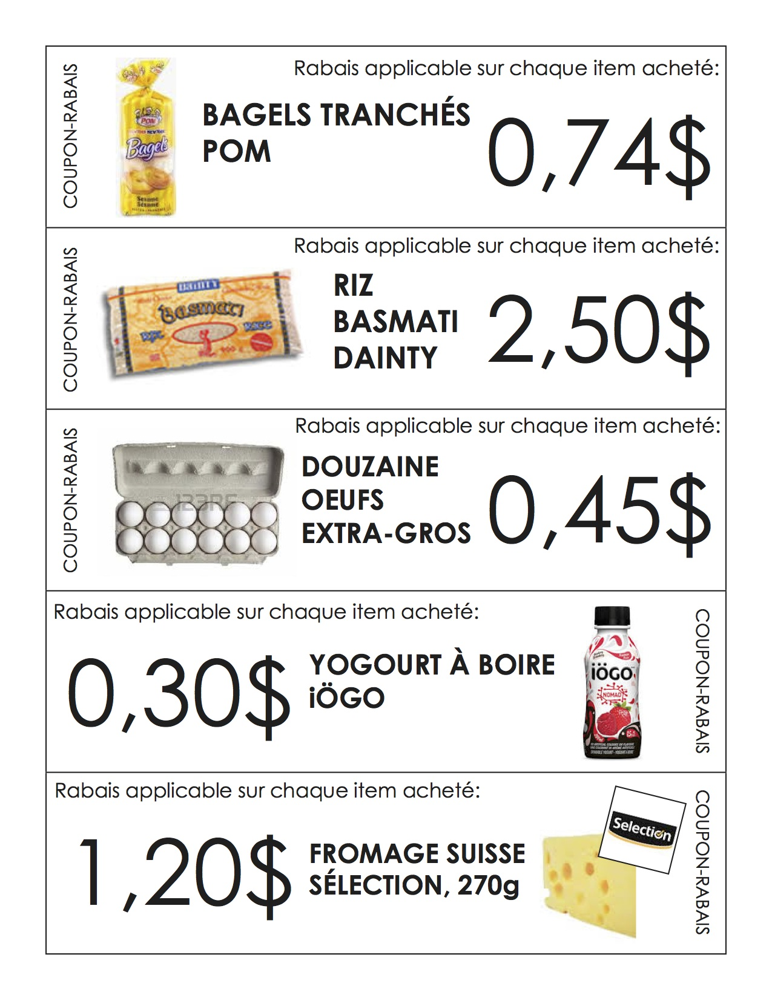 COUPON-RABAIS
Rabais applicable sur chaque item acheté:
BAGELS TRANCHÉS
POM
0,74$
POM
Bagels
Sesame
Sésame
COUPON-RABAIS
Rabais applicable sur chaque item acheté:
RIZ
BASMATI
DAINTY
2,50$
DAINTY
Basmati
RIZ
RICE
900 g
COUPON-RABAIS
Rabais applicable sur chaque item acheté:
DOUZAINE
OEUFS
EXTRA-GROS
0,45$
123RF
Rabais applicable sur chaque item acheté:
0,30$
YOGOURT À BOIRE
iÖGO
iÖGO
NOMAD
COUPON-RABAIS
Rabais applicable sur chaque item acheté:
1,20$
FROMAGE SUISSE
SÉLECTION, 270g
Selection
COUPON-RABAIS